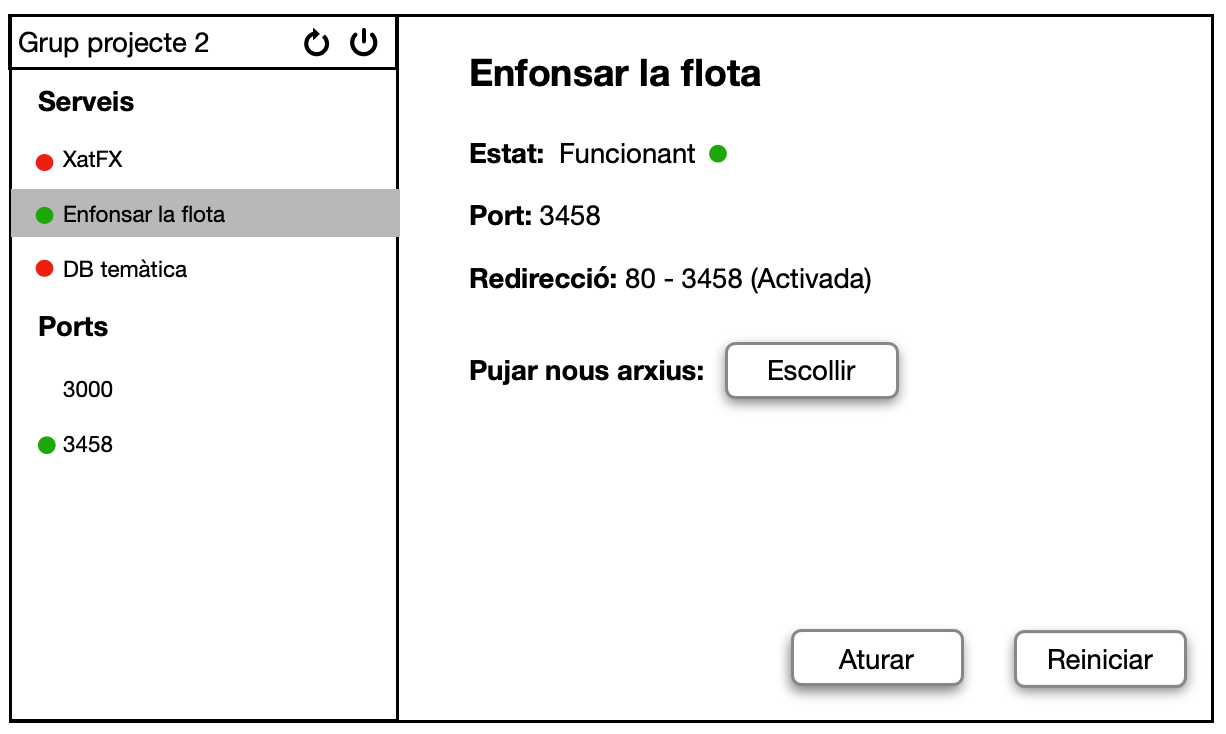 Grup projecte 2
Serveis
XatFX
Enfonsar la flota
DB temàtica
Ports
3000
3458
Enfonsar la flota
Estat: Funcionant
Port: 3458
Redirecció: 80 - 3458 (Activada)
Pujar nous arxius: Escollir
Aturar Reiniciar